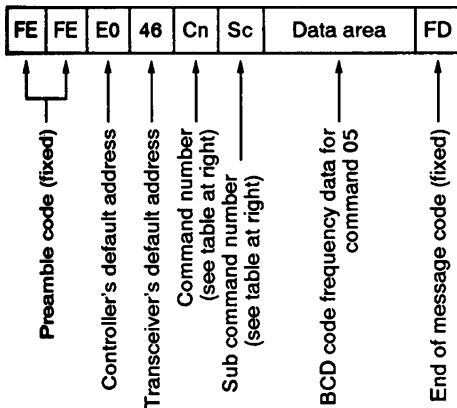 FE FE E0 46 Cn Sc Data area FD
Preamble code (fixed)
Controller's default address
Transceiver's default address
Command number
(see table at right)
Sub command number
(see table at right)
BCD code frequency data for
command 05
End of message code (fixed)